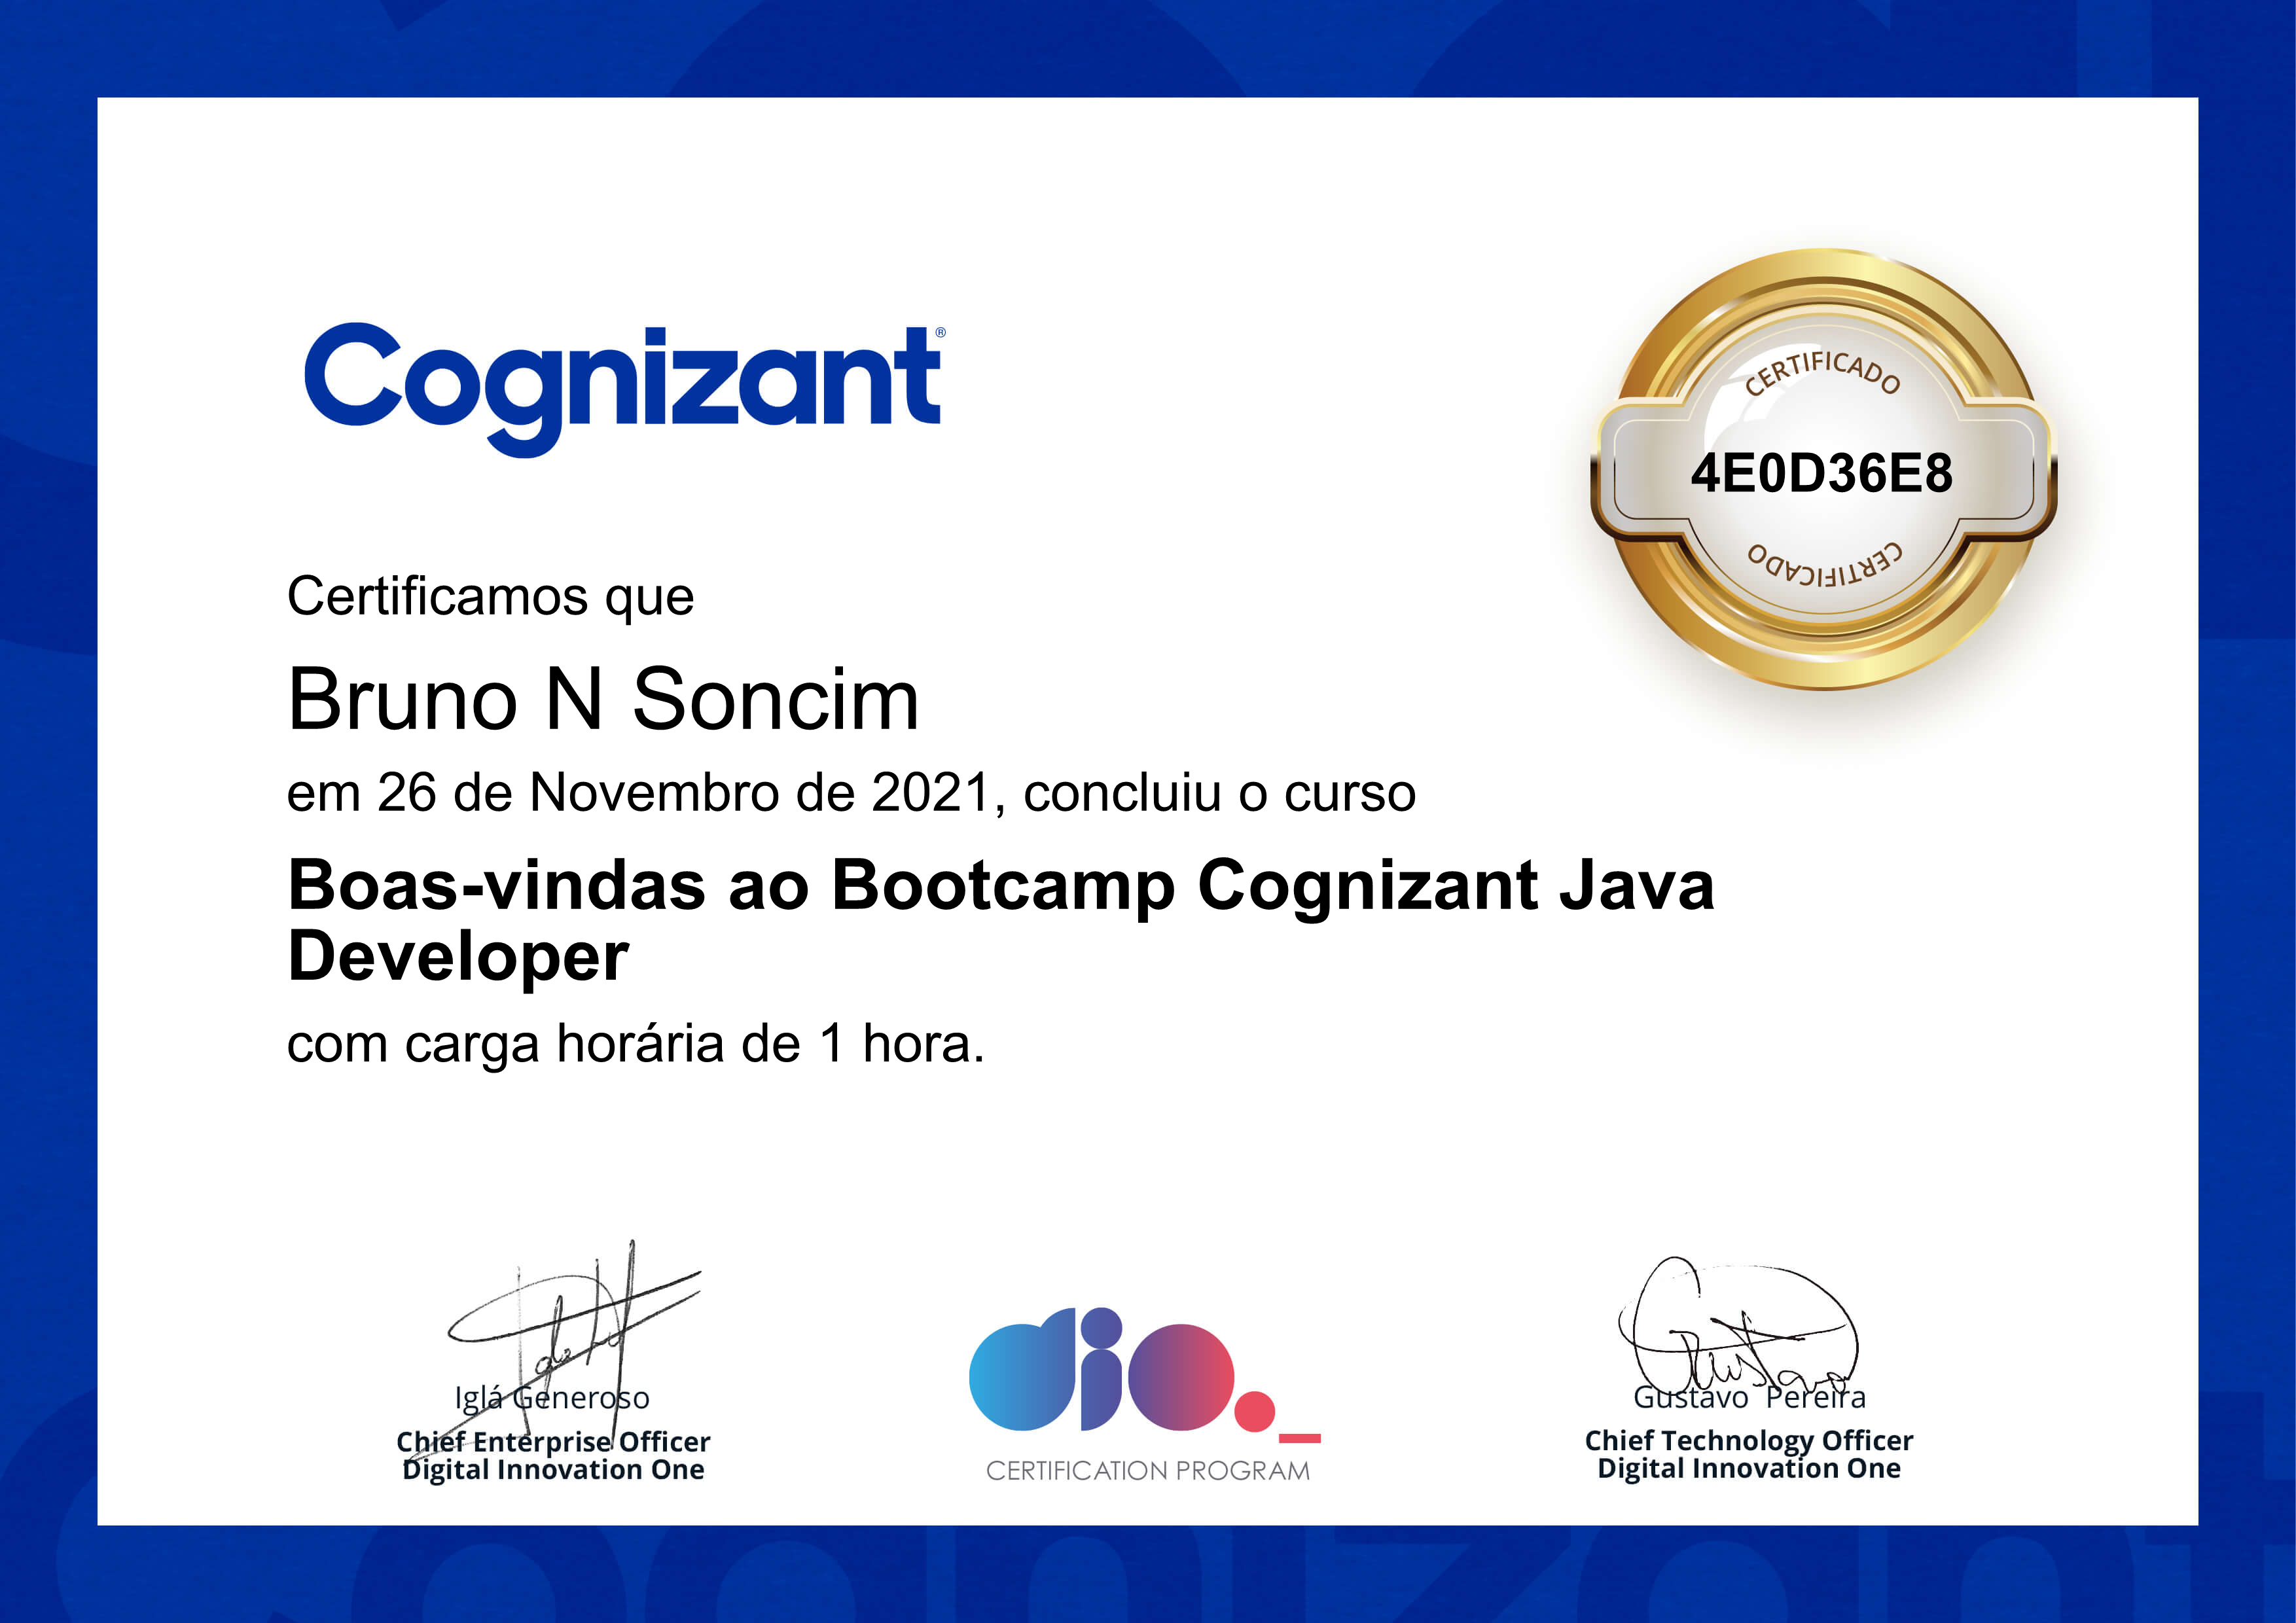 Cognizant®
CERTIFICADO
4E0D36E8
CERTIFICADO
Certificamos que
Bruno N Soncim
em 26 de Novembro de 2021, concluiu o curso
Boas-vindas ao Bootcamp Cognizant Java
Developer
com carga horária de 1 hora.
Iglá Generoso
Chief Enterprise Officer
Digital Innovation One
dio._
CERTIFICATION PROGRAM
Gustavo Pereira
Chief Technology Officer
Digital Innovation One